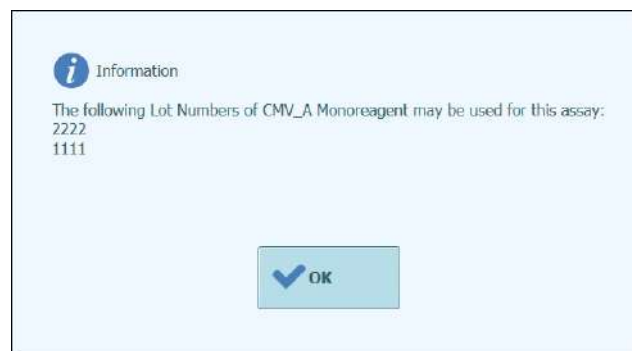 Information
The following Lot Numbers of CMV_A Monoreagent may be used for this assay:
2222
1111
OK